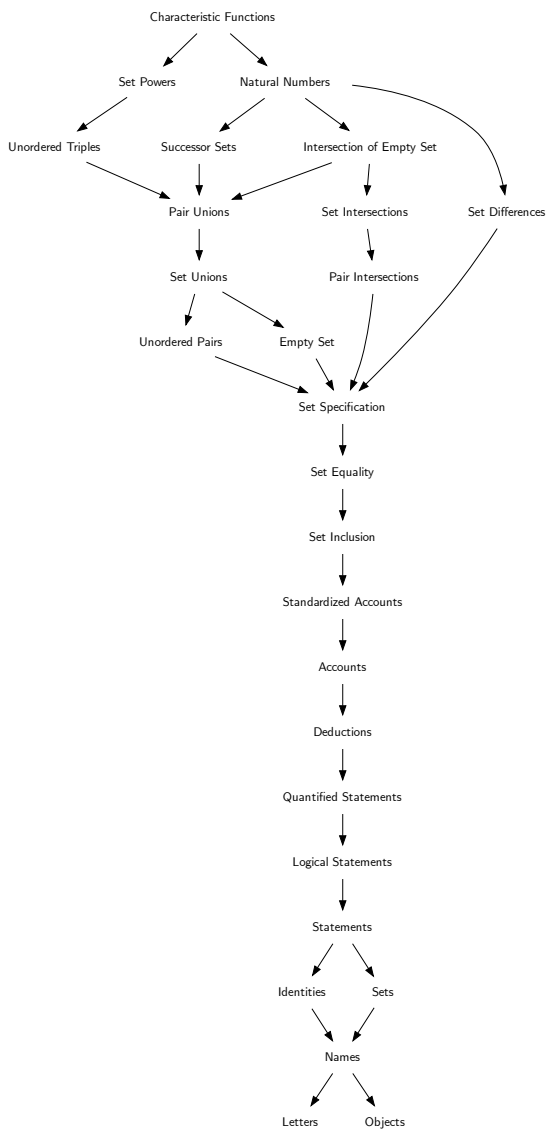 Characteristic Functions
Set Powers
Natural Numbers
Unordered Triples
Successor Sets
Intersection of Empty Set
Pair Unions
Set Intersections
Set Differences
Set Unions
Pair Intersections
Unordered Pairs
Empty Set
Set Specification
Set Equality
Set Inclusion
Standardized Accounts
Accounts
Deductions
Quantified Statements
Logical Statements
Statements
Identities
Sets
Names
Letters
Objects